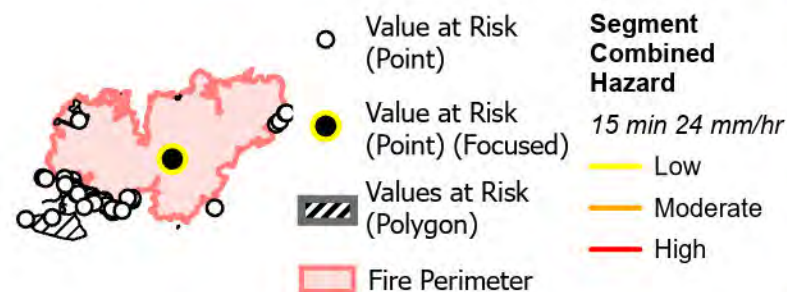 Value at Risk
(Point)
Value at Risk
(Point) (Focused)
Values at Risk
(Polygon)
Fire Perimeter
Segment
Combined
Hazard
15 min 24 mm/hr
Low
Moderate
High